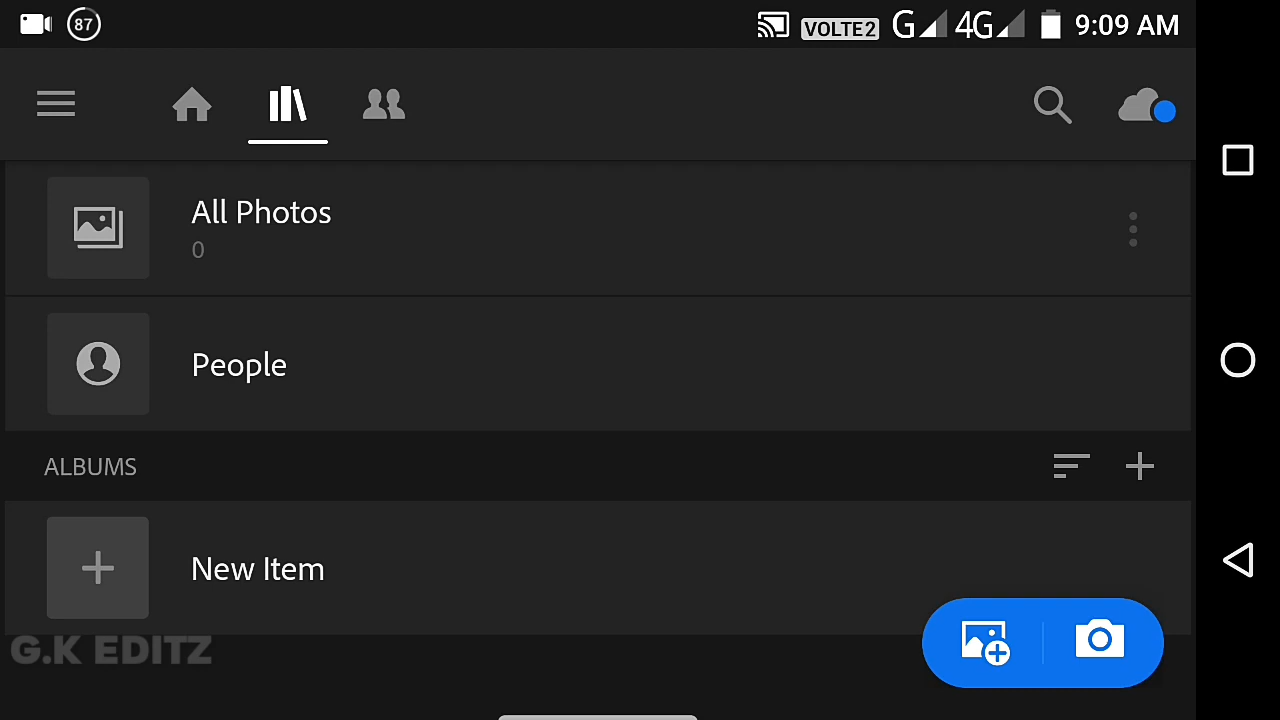 87 VOLTE2 G 4G 9:09 AM
All Photos
0
People
ALBUMS
New Item
G.K EDITZ